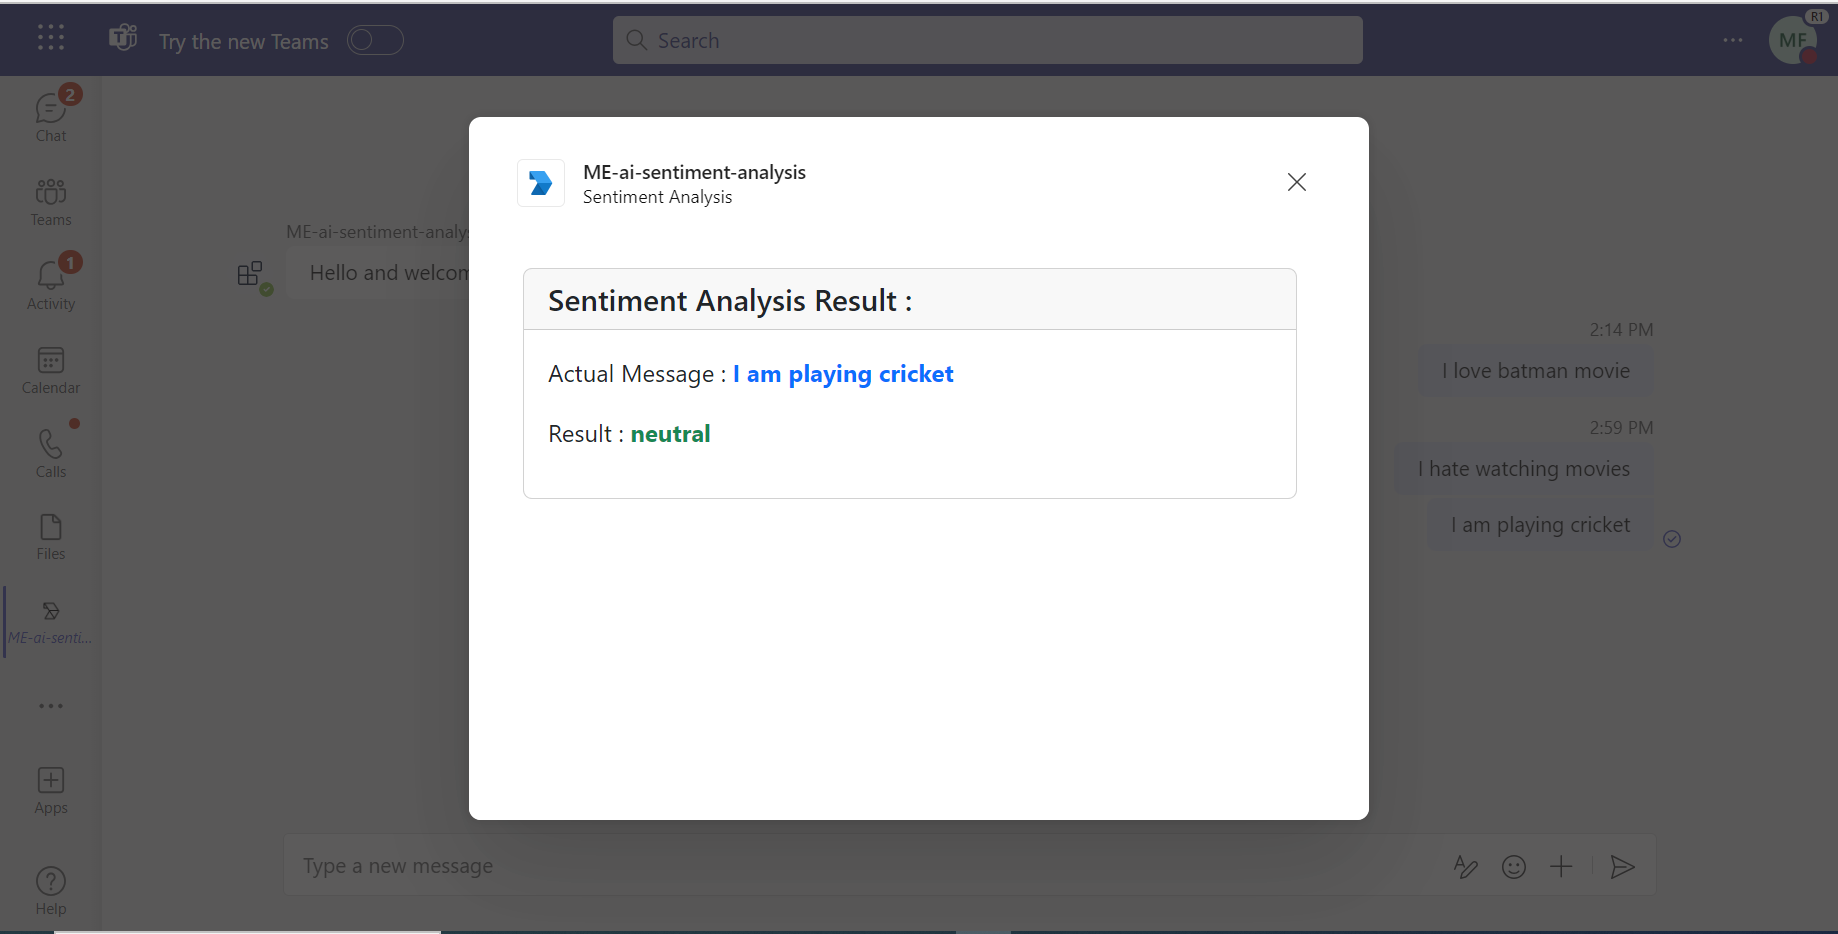 Try the new Teams
Search
R1
MF
2
Chat
Teams
1
Activity
Calendar
Calls
Files
ME-ai-senti...
Apps
Help
ME-ai-sentiment-analys
Hello and welcom
ME-ai-sentiment-analysis
Sentiment Analysis
Sentiment Analysis Result :
Actual Message : I am playing cricket
Result : neutral
2:14 PM
I love batman movie
2:59 PM
I hate watching movies
I am playing cricket
Type a new message